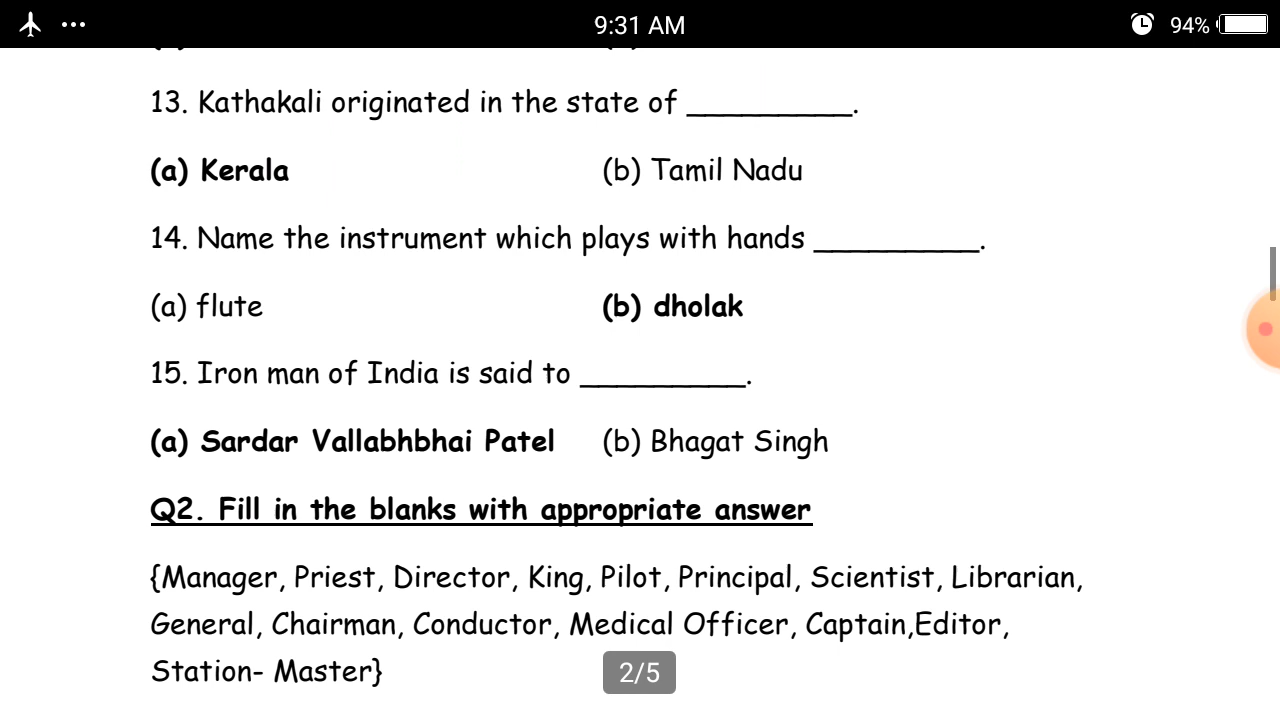 9:31 AM 94%
13. Kathakali originated in the state of _________.
(a) Kerala (b) Tamil Nadu
14. Name the instrument which plays with hands _________.
(a) flute (b) dholak
15. Iron man of India is said to _________.
(a) Sardar Vallabhbhai Patel (b) Bhagat Singh
Q2. Fill in the blanks with appropriate answer
{Manager, Priest, Director, King, Pilot, Principal, Scientist, Librarian,
General, Chairman, Conductor, Medical Officer, Captain,Editor,
Station- Master}
2/5